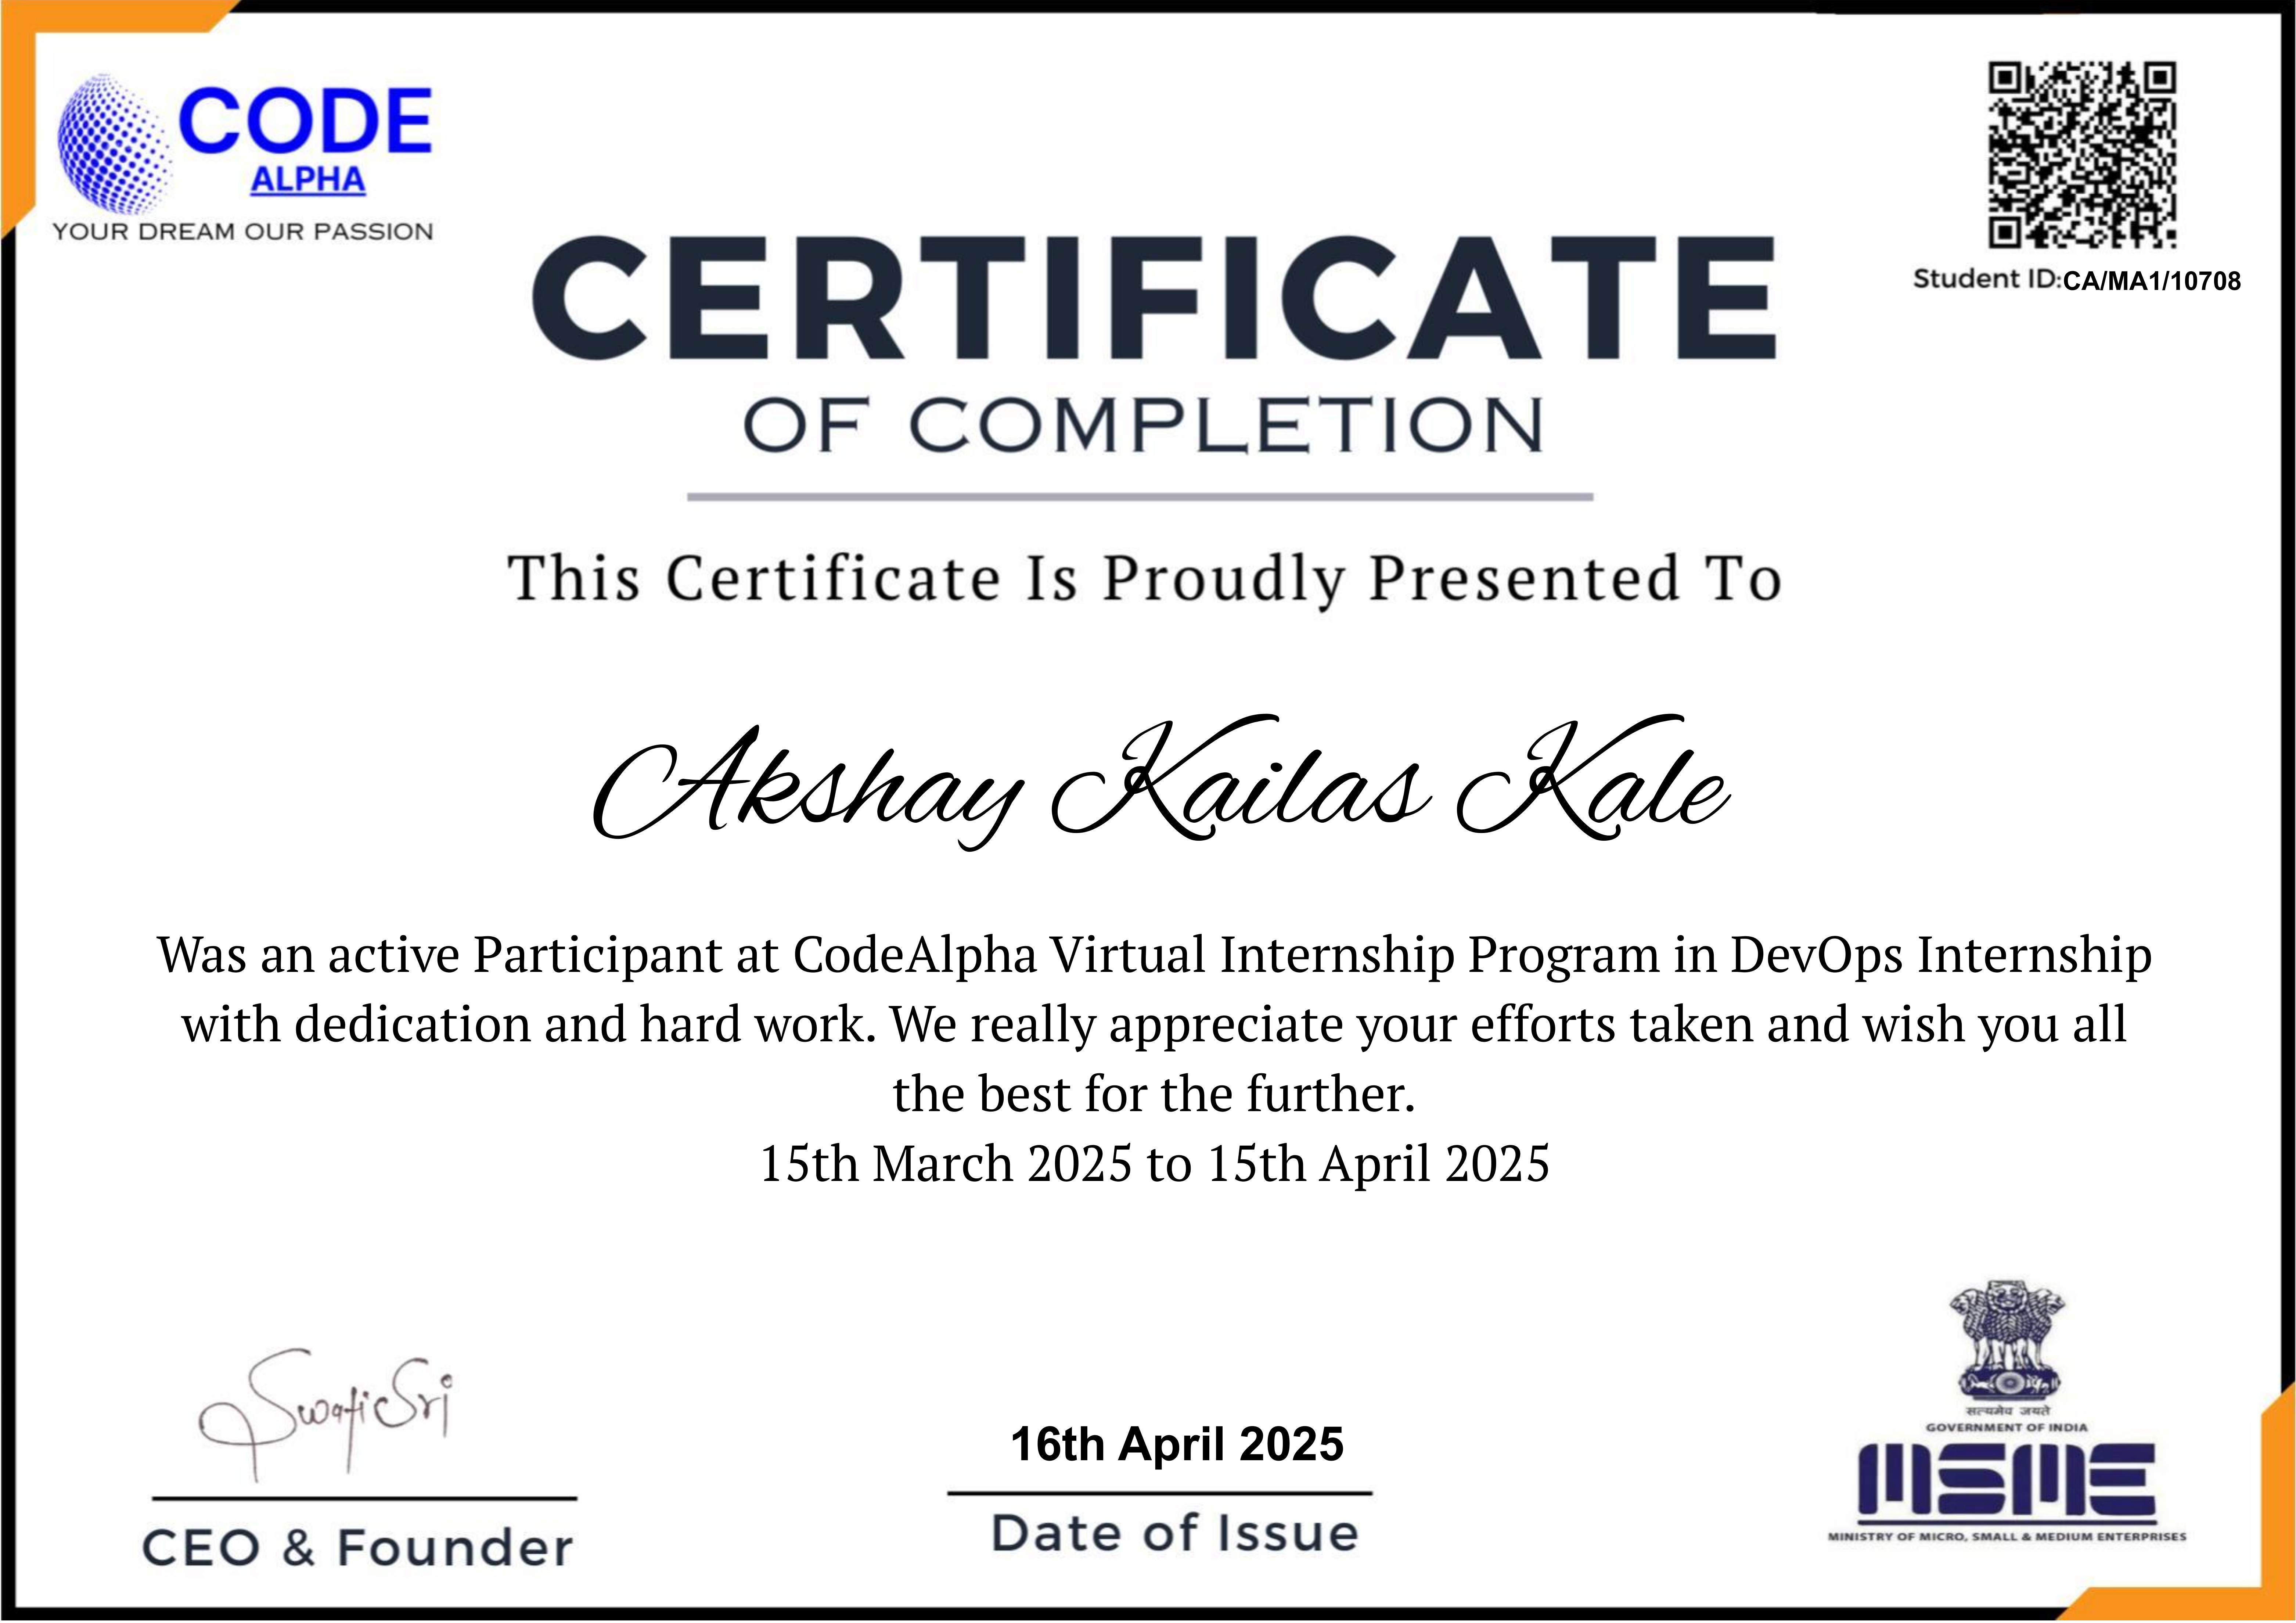 CODE
ALPHA
YOUR DREAM OUR PASSION
Student ID:CA/MA1/10708
CERTIFICATE
OF COMPLETION
This Certificate Is Proudly Presented To
Akshay Kailas Kale
Was an active Participant at CodeAlpha Virtual Internship Program in DevOps Internship
with dedication and hard work. We really appreciate your efforts taken and wish you all
the best for the further.
15th March 2025 to 15th April 2025
SwatiSri
CEO & Founder
16th April 2025
Date of Issue
सत्यमेव जयते
GOVERNMENT OF INDIA
MSME
MINISTRY OF MICRO, SMALL & MEDIUM ENTERPRISES